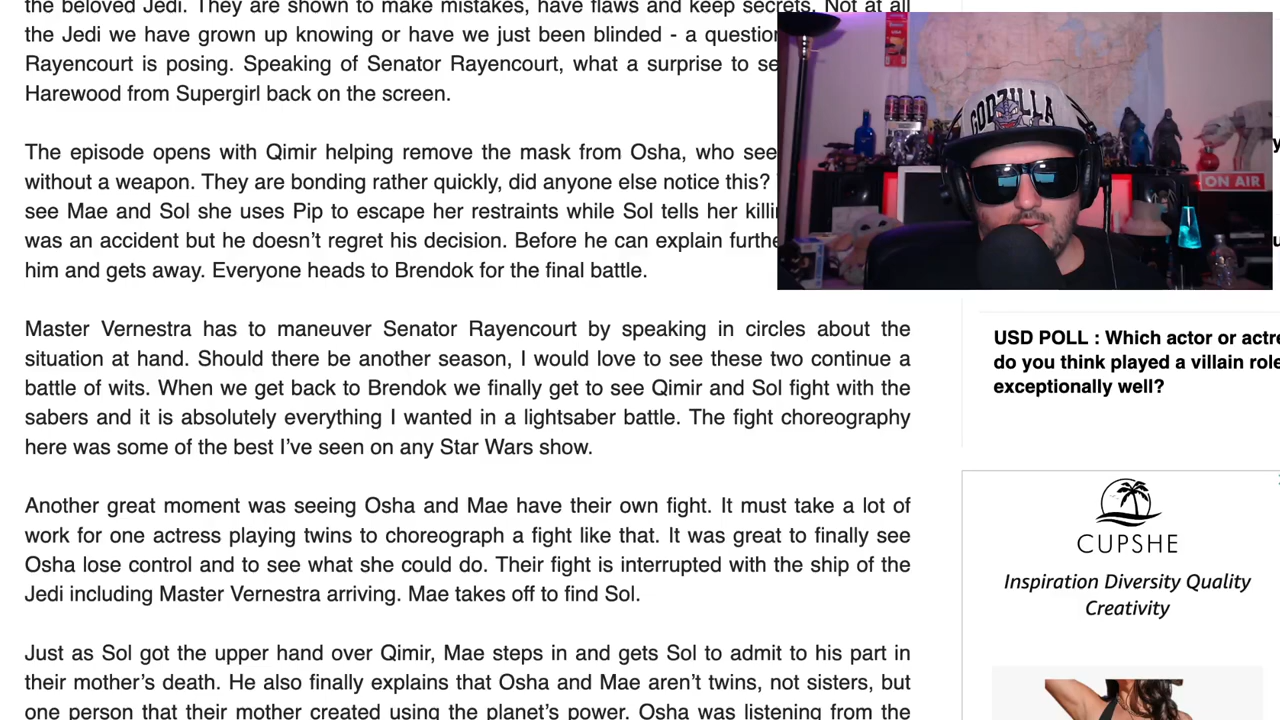 the beloved Jedi. They are shown to make mistakes, have flaws and keep secrets. Not at all
the Jedi we have grown up knowing or have we just been blinded - a question
Rayencourt is posing. Speaking of Senator Rayencourt, what a surprise to se
Harewood from Supergirl back on the screen.
The episode opens with Qimir helping remove the mask from Osha, who see
without a weapon. They are bonding rather quickly, did anyone else notice this?
see Mae and Sol she uses Pip to escape her restraints while Sol tells her killi
was an accident but he doesn’t regret his decision. Before he can explain furthe
him and gets away. Everyone heads to Brendok for the final battle.
Master Vernestra has to maneuver Senator Rayencourt by speaking in circles about the
situation at hand. Should there be another season, I would love to see these two continue a
battle of wits. When we get back to Brendok we finally get to see Qimir and Sol fight with the
sabers and it is absolutely everything I wanted in a lightsaber battle. The fight choreography
here was some of the best I’ve seen on any Star Wars show.
Another great moment was seeing Osha and Mae have their own fight. It must take a lot of
work for one actress playing twins to choreograph a fight like that. It was great to finally see
Osha lose control and to see what she could do. Their fight is interrupted with the ship of the
Jedi including Master Vernestra arriving. Mae takes off to find Sol.
Just as Sol got the upper hand over Qimir, Mae steps in and gets Sol to admit to his part in
their mother’s death. He also finally explains that Osha and Mae aren’t twins, not sisters, but
one person that their mother created using the planet’s power. Osha was listening from the
GODZILLA
ON AIR
USD POLL : Which actor or actre
do you think played a villain role
exceptionally well?
CUPSHE
Inspiration Diversity Quality
Creativity